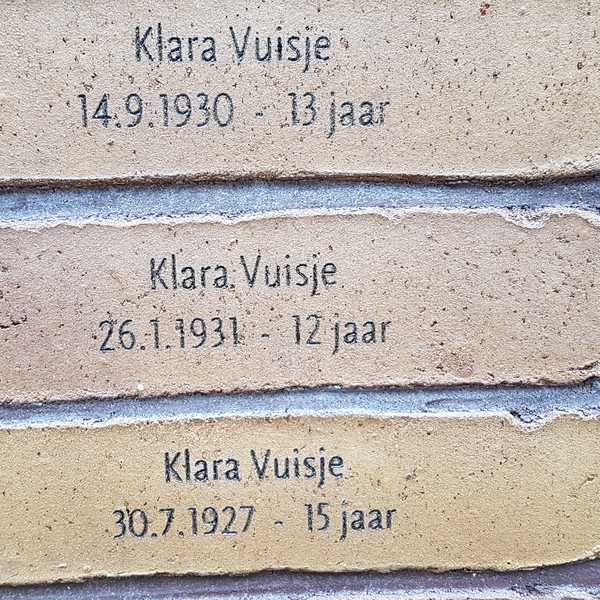 Klara Vuisje
14.9.1930 - 13 jaar
Klara Vuisje
26.1.1931 - 12 jaar
Klara Vuisje
30.7.1927 - 15 jaar